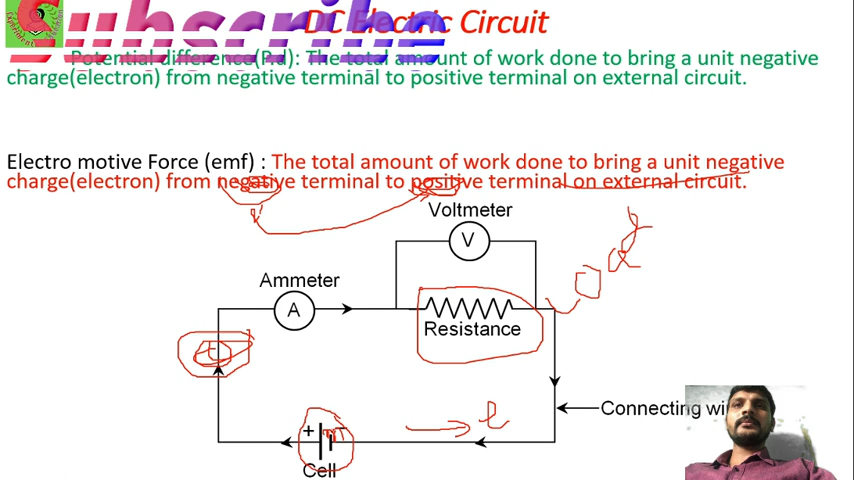 Subscribe
DC Electric Circuit
Potential difference(P.d): The total amount of work done to bring a unit negative
charge(electron) from negative terminal to positive terminal on external circuit.
Electro motive Force (emf) : The total amount of work done to bring a unit negative
charge(electron) from negative terminal to positive terminal on external circuit.
Voltmeter
V
Ammeter
A
Resistance
Connecting wi
+
Cell